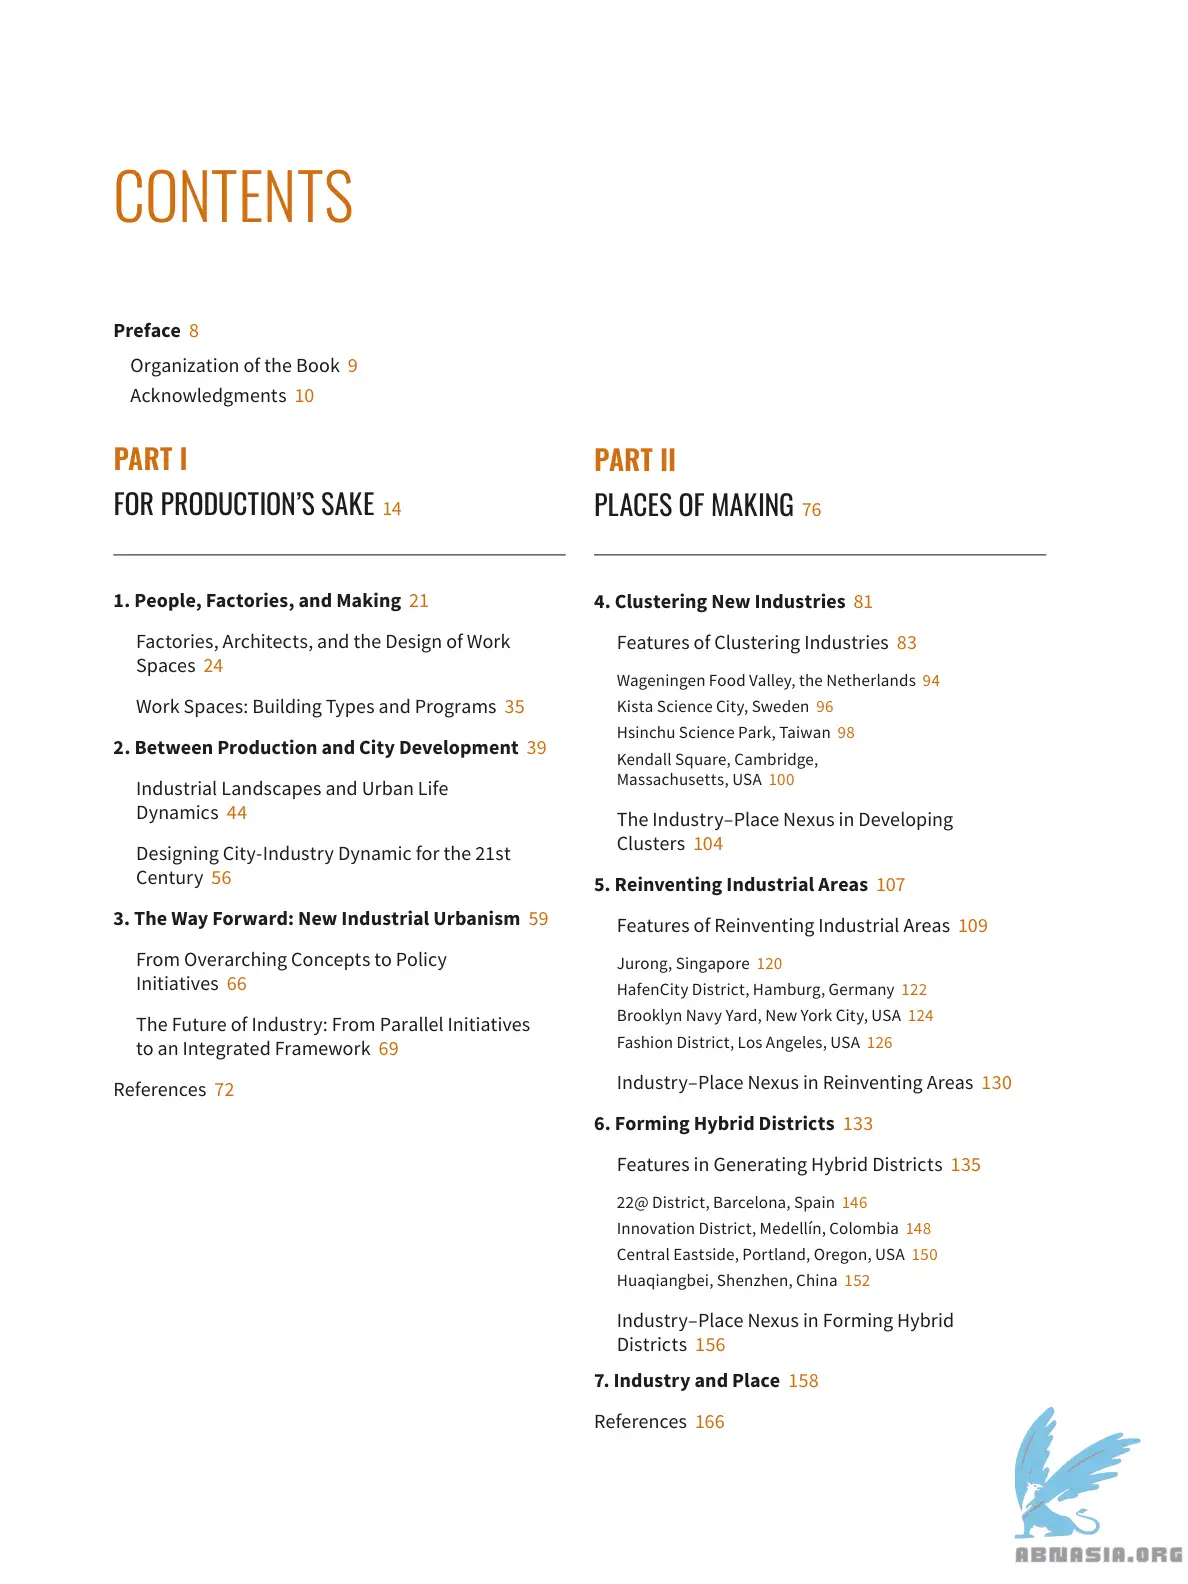 CONTENTS
Preface 8
Organization of the Book 9
Acknowledgments 10
PART I
FOR PRODUCTION’S SAKE 14
1. People, Factories, and Making 21
Factories, Architects, and the Design of Work
Spaces 24
Work Spaces: Building Types and Programs 35
2. Between Production and City Development 39
Industrial Landscapes and Urban Life
Dynamics 44
Designing City-Industry Dynamic for the 21st
Century 56
3. The Way Forward: New Industrial Urbanism 59
From Overarching Concepts to Policy
Initiatives 66
The Future of Industry: From Parallel Initiatives
to an Integrated Framework 69
References 72
PART II
PLACES OF MAKING 76
4. Clustering New Industries 81
Features of Clustering Industries 83
Wageningen Food Valley, the Netherlands 94
Kista Science City, Sweden 96
Hsinchu Science Park, Taiwan 98
Kendall Square, Cambridge,
Massachusetts, USA 100
The Industry–Place Nexus in Developing
Clusters 104
5. Reinventing Industrial Areas 107
Features of Reinventing Industrial Areas 109
Jurong, Singapore 120
HafenCity District, Hamburg, Germany 122
Brooklyn Navy Yard, New York City, USA 124
Fashion District, Los Angeles, USA 126
Industry–Place Nexus in Reinventing Areas 130
6. Forming Hybrid Districts 133
Features in Generating Hybrid Districts 135
22@ District, Barcelona, Spain 146
Innovation District, Medellín, Colombia 148
Central Eastside, Portland, Oregon, USA 150
Huaqiangbei, Shenzhen, China 152
Industry–Place Nexus in Forming Hybrid
Districts 156
7. Industry and Place 158
References 166
ABNASIA.ORG